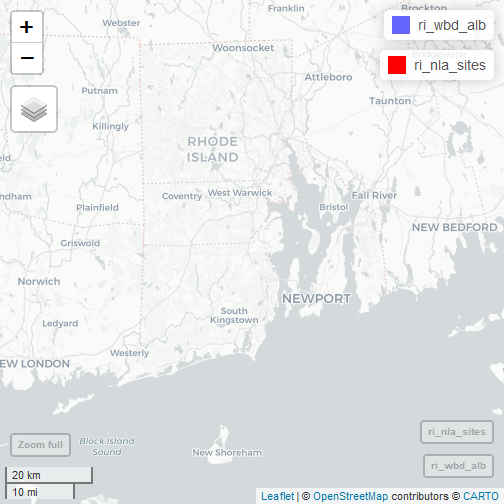 Franklin
Brockton
Webster
+
ri_wbd_alb
Woonsocket
−
ri_nla_sites
Attleboro
Putnam
Taunton
Killingly
RHODE
ISLAND
Coventry
West Warwick
Fall River
Plainfield
Bristol
NEW BEDFORD
Griswold
Norwich
NEWPORT
South
Kingstown
Ledyard
Westerly
EW LONDON
ri_nla_sites
Zoom full
Block Island
Sound
New Shoreham
ri_wbd_alb
20 km
10 mi
Leaflet | © OpenStreetMap contributors © CARTO